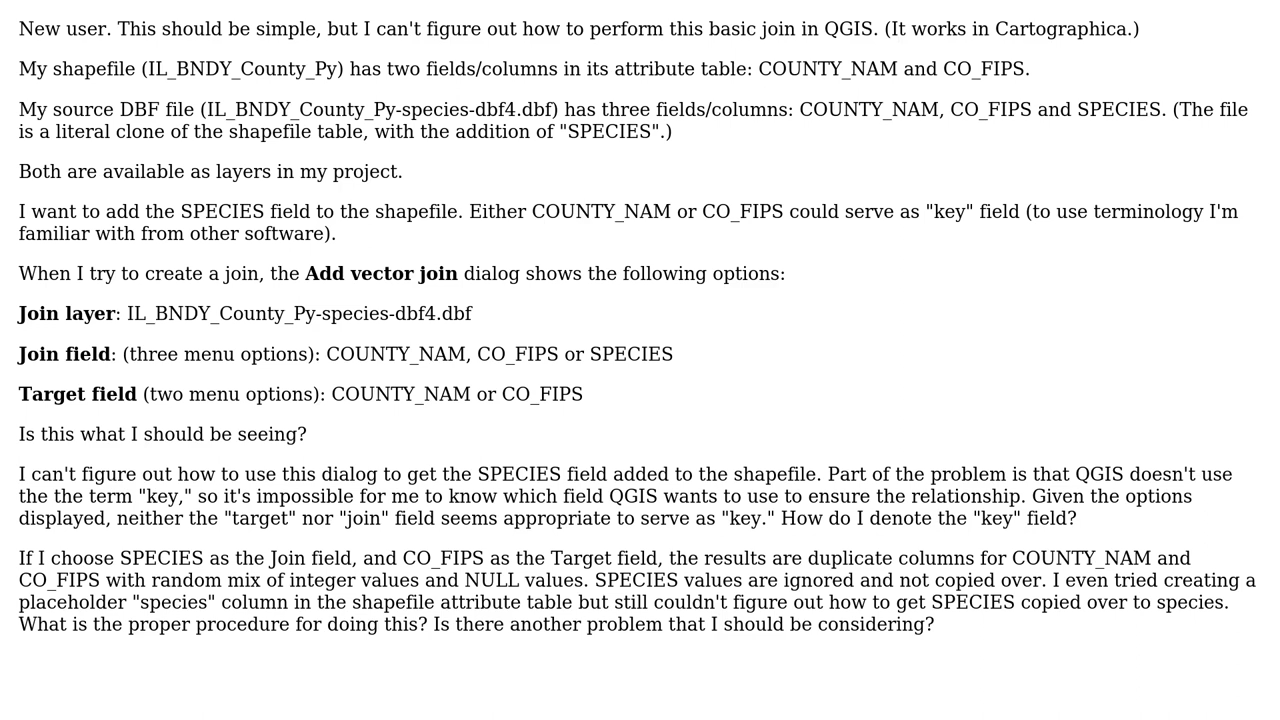 New user. This should be simple, but I can't figure out how to perform this basic join in QGIS. (It works in Cartographica.)
My shapefile (IL_BNDY_County_Py) has two fields/columns in its attribute table: COUNTY_NAM and CO_FIPS.
My source DBF file (IL_BNDY_County_Py-species-dbf4.dbf) has three fields/columns: COUNTY_NAM, CO_FIPS and SPECIES. (The file
is a literal clone of the shapefile table, with the addition of "SPECIES".)
Both are available as layers in my project.
I want to add the SPECIES field to the shapefile. Either COUNTY_NAM or CO_FIPS could serve as "key" field (to use terminology I'm
familiar with from other software).
When I try to create a join, the Add vector join dialog shows the following options:
Join layer: IL_BNDY_County_Py-species-dbf4.dbf
Join field: (three menu options): COUNTY_NAM, CO_FIPS or SPECIES
Target field (two menu options): COUNTY_NAM or CO_FIPS
Is this what I should be seeing?
I can't figure out how to use this dialog to get the SPECIES field added to the shapefile. Part of the problem is that QGIS doesn't use
the the term "key," so it's impossible for me to know which field QGIS wants to use to ensure the relationship. Given the options
displayed, neither the "target" nor "join" field seems appropriate to serve as "key." How do I denote the "key" field?
If I choose SPECIES as the Join field, and CO_FIPS as the Target field, the results are duplicate columns for COUNTY_NAM and
CO_FIPS with random mix of integer values and NULL values. SPECIES values are ignored and not copied over. I even tried creating a
placeholder "species" column in the shapefile attribute table but still couldn't figure out how to get SPECIES copied over to species.
What is the proper procedure for doing this? Is there another problem that I should be considering?